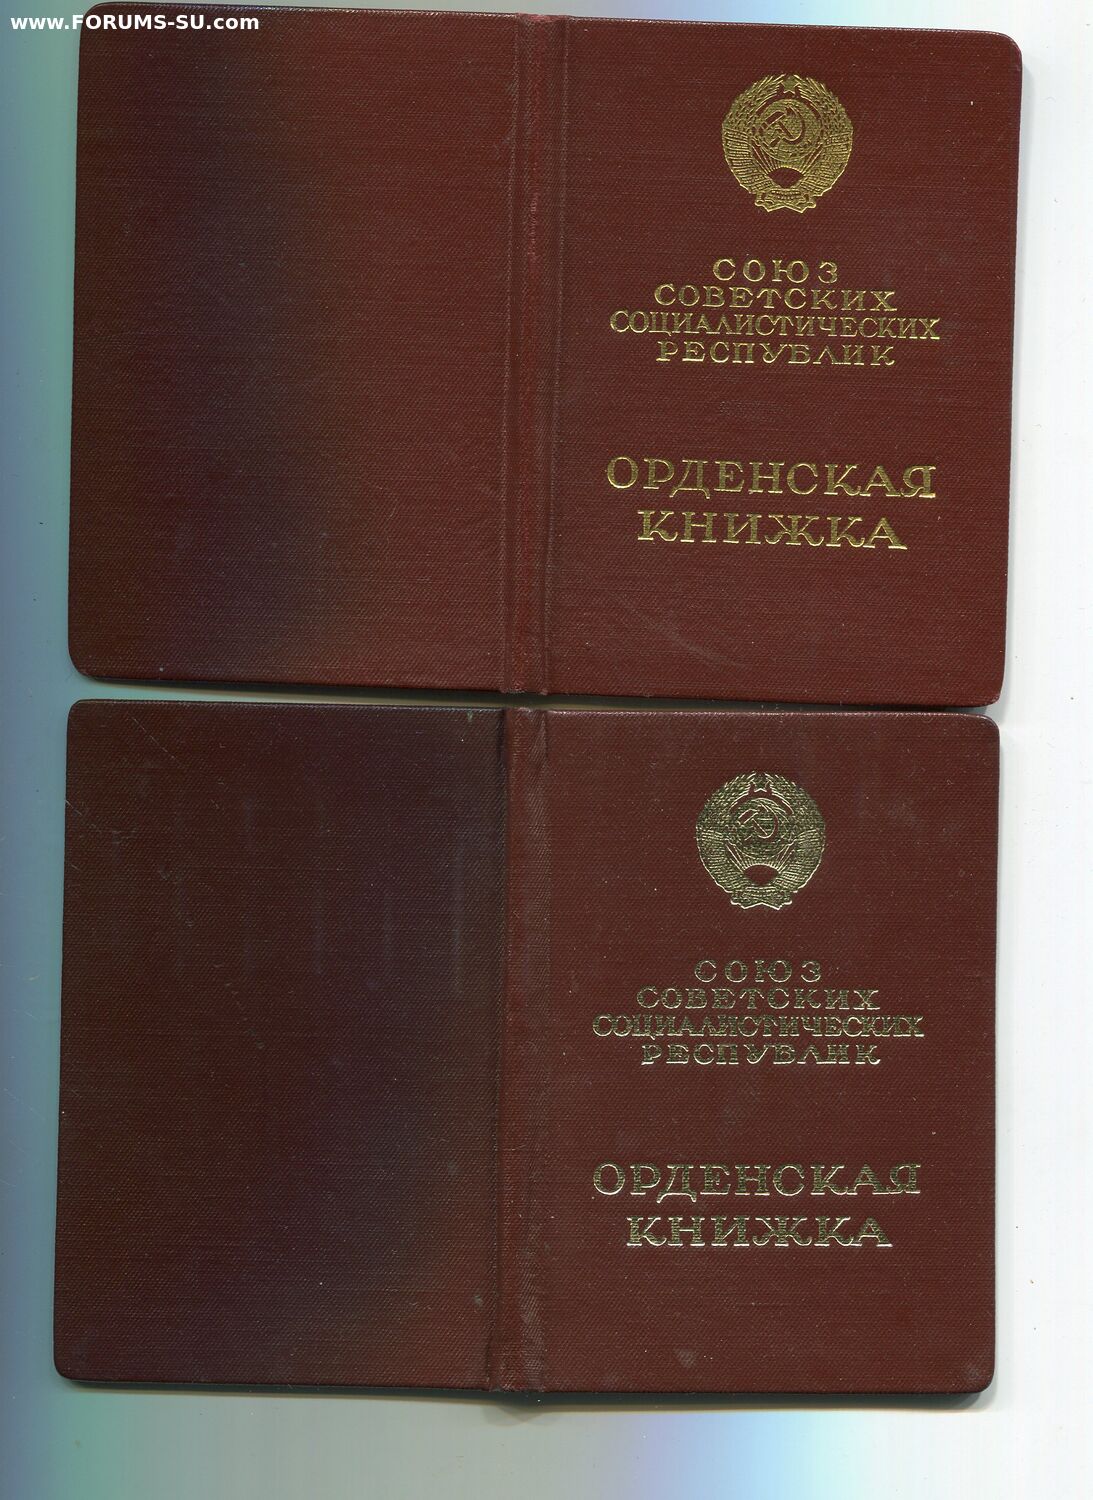 www.FORUMS-SU.com
СОЮЗ
СОВЕТСКИХ
СОЦИАЛИСТИЧЕСКИХ
РЕСПУБЛИК
ОРДЕНСКАЯ
КНИЖКА
СОЮЗ
СОВЕТСКИХ
СОЦИАЛИСТИЧЕСКИХ
РЕСПУБЛИК
ОРДЕНСКАЯ
КНИЖКА